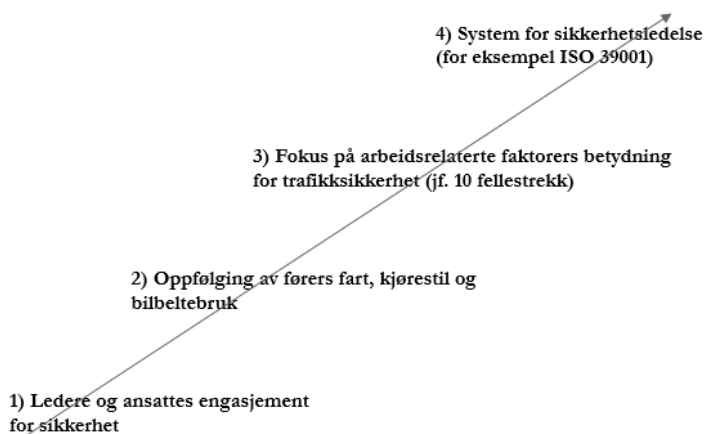 4) System for sikkerhetsledelse
(for eksempel ISO 39001)
3) Fokus på arbeidsrelaterte faktorers betydning
for trafikksikkerhet (jf. 10 fellestrekk)
2) Oppfølging av førers fart, kjørestil og
bilbeltebruk
1) Ledere og ansattes engasjement
for sikkerhet